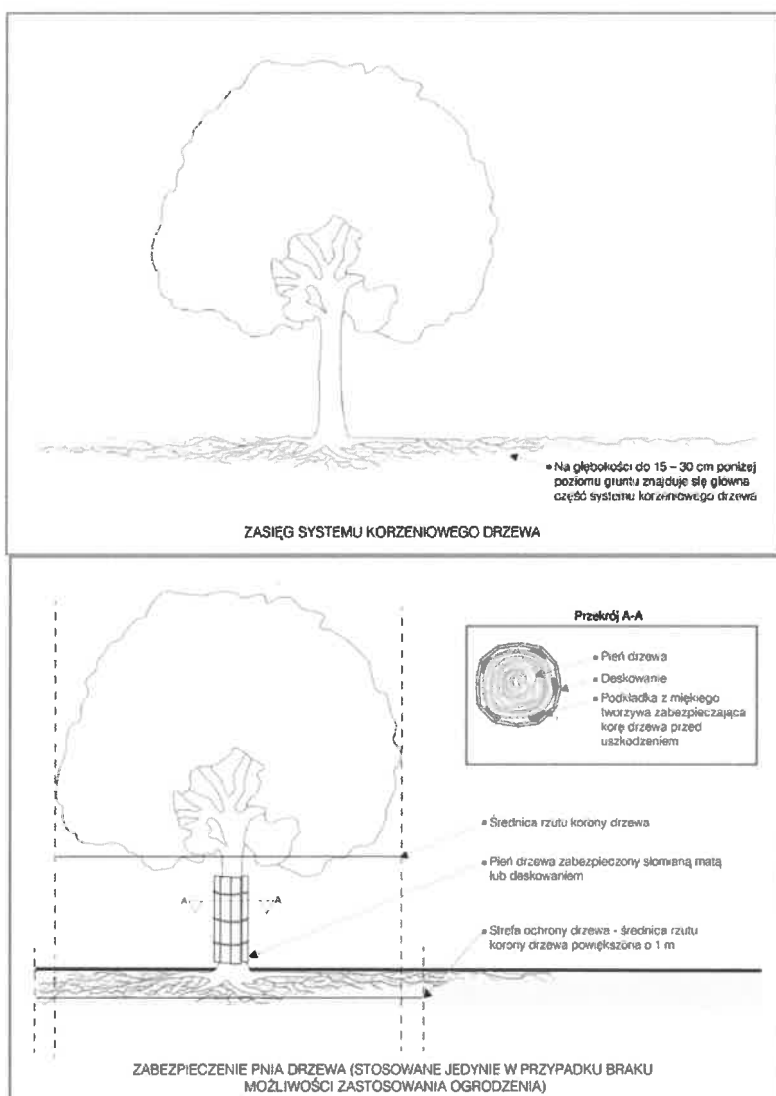 ▪ Na głębokości do 15 – 30 cm poniżej
poziomu gruntu znajduje się główna
część systemu korzeniowego drzewa
ZASIĘG SYSTEMU KORZENIOWEGO DRZEWA
Przekrój A-A
▪ Pień drzewa
▪ Deskowanie
▪ Podkładka z miękiego
tworzywa zabezpieczająca
korę drzewa przed
uszkodzeniem
▪ Średnica rzutu korony drzewa
▪ Pień drzewa zabezpieczony słomianą matą
lub deskowaniem
A A
▪ Strefa ochrony drzewa - średnica rzutu
korony drzewa powiększona o 1 m
ZABEZPIECZENIE PNIA DRZEWA (STOSOWANE JEDYNIE W PRZYPADKU BRAKU
MOŻLIWOŚCI ZASTOSOWANIA OGRODZENIA)